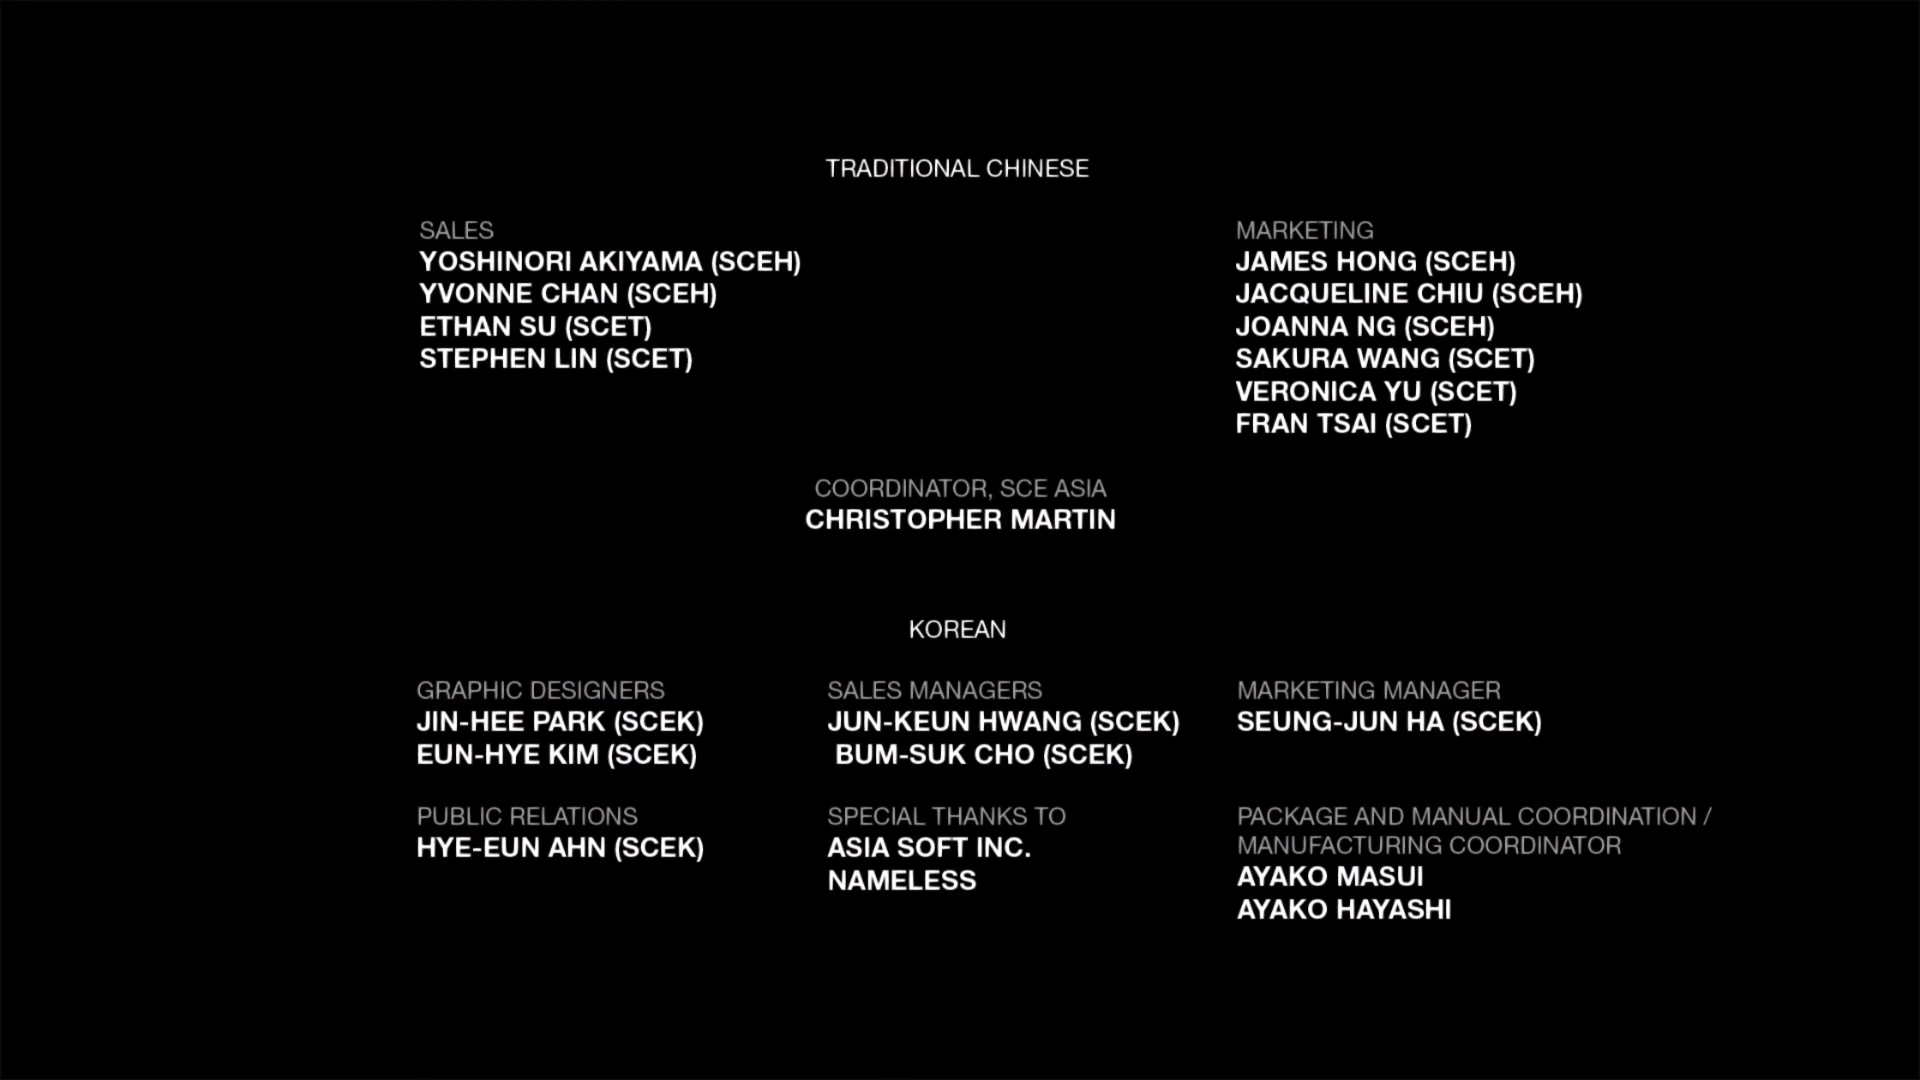 TRADITIONAL CHINESE
SALES
YOSHINORI AKIYAMA (SCEH)
YVONNE CHAN (SCEH)
ETHAN SU (SCET)
STEPHEN LIN (SCET)
MARKETING
JAMES HONG (SCEH)
JACQUELINE CHIU (SCEH)
JOANNA NG (SCEH)
SAKURA WANG (SCET)
VERONICA YU (SCET)
FRAN TSAI (SCET)
COORDINATOR, SCE ASIA
CHRISTOPHER MARTIN
KOREAN
GRAPHIC DESIGNERS
JIN-HEE PARK (SCEK)
EUN-HYE KIM (SCEK)
SALES MANAGERS
JUN-KEUN HWANG (SCEK)
BUM-SUK CHO (SCEK)
MARKETING MANAGER
SEUNG-JUN HA (SCEK)
PUBLIC RELATIONS
HYE-EUN AHN (SCEK)
SPECIAL THANKS TO
ASIA SOFT INC.
NAMELESS
PACKAGE AND MANUAL COORDINATION /
MANUFACTURING COORDINATOR
AYAKO MASUI
AYAKO HAYASHI